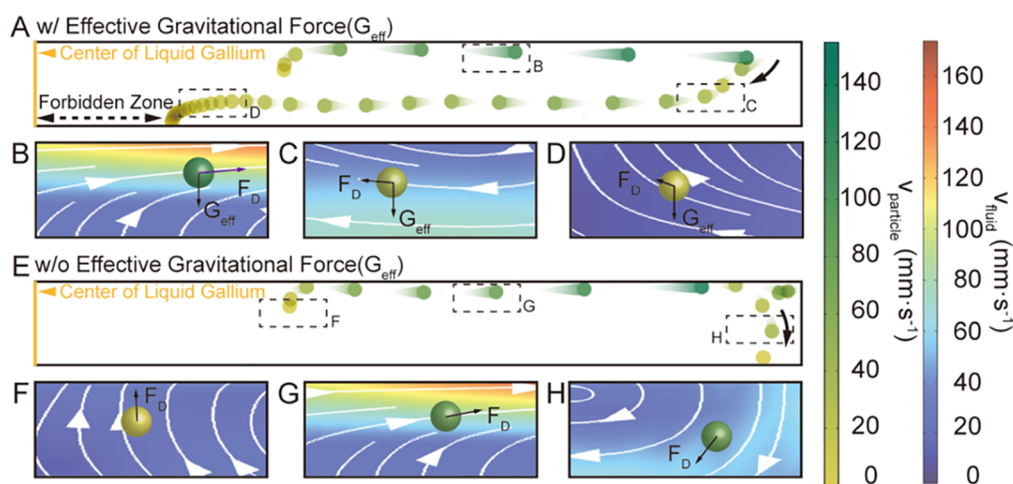 A w/ Effective Gravitational Force(Geff)
Center of Liquid Gallium
B
C
Forbidden Zone
D
B
FD
Geff
C
FD
Geff
D
FD
Geff
E w/o Effective Gravitational Force(Geff)
Center of Liquid Gallium
F
G
H
F
FD
G
FD
H
FD
140
120
100
80
60
40
20
0
vparticle (mm·s-1)
160
140
120
100
80
60
40
20
0
vfluid (mm·s-1)